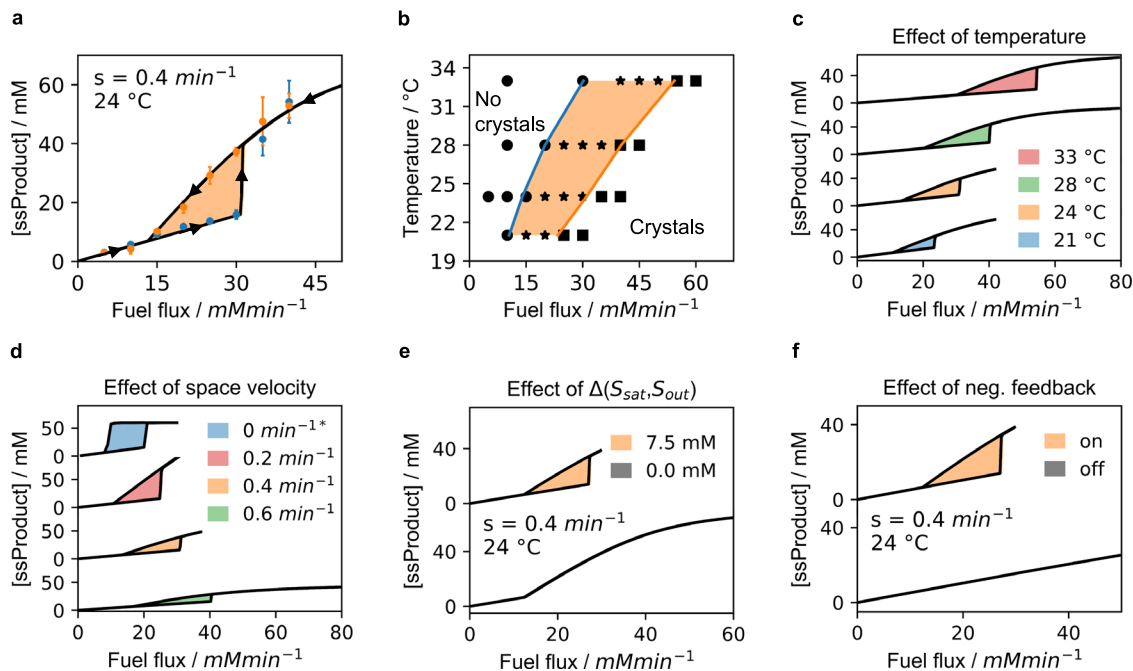 a
s = 0.4 min⁻¹
24 °C
[ssProduct] / mM
60
40
20
0
0 15 30 45
Fuel flux / mMmin⁻¹
b
No
crystals
Crystals
Temperature / °C
34
29
24
19
0 15 30 45 60
Fuel flux / mMmin⁻¹
c
Effect of temperature
[ssProduct] / mM
40
0
40
0
40
0
40
0
33 °C
28 °C
24 °C
21 °C
0 20 40 60 80
Fuel flux / mMmin⁻¹
d
Effect of space velocity
[ssProduct] / mM
50
0
50
0
50
0
50
0
0 min⁻¹*
0.2 min⁻¹
0.4 min⁻¹
0.6 min⁻¹
0 20 40 60 80
Fuel flux / mMmin⁻¹
e
Effect of Δ(S_sat,S_out)
[ssProduct] / mM
40
0
40
0
7.5 mM
0.0 mM
s = 0.4 min⁻¹
24 °C
0 20 40 60
Fuel flux / mMmin⁻¹
f
Effect of neg. feedback
[ssProduct] / mM
40
0
40
0
on
off
s = 0.4 min⁻¹
24 °C
0 20 40
Fuel flux / mMmin⁻¹